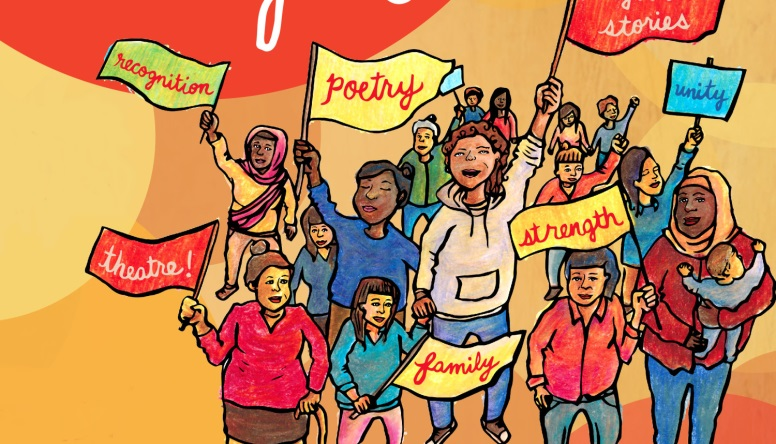 stories
recognition
poetry
unity
strength
theatre!
family